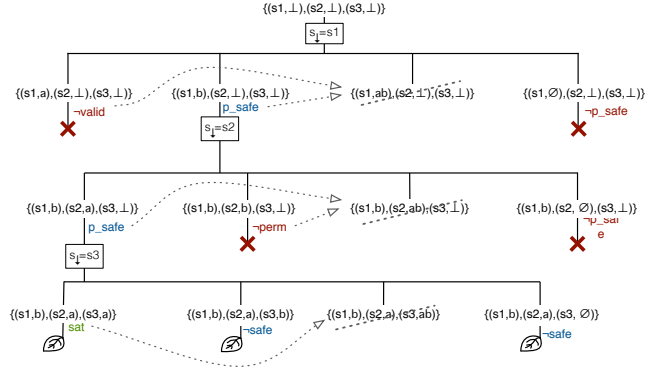 {(s1,⊥),(s2,⊥),(s3,⊥)}
s↓=s1
{(s1,a),(s2,⊥),(s3,⊥)} {(s1,b),(s2,⊥),(s3,⊥)} {(s1,ab),(s2,⊥),(s3,⊥)} {(s1,∅),(s2,⊥),(s3,⊥)}
¬valid p_safe ¬p_safe
s↓=s2
{(s1,b),(s2,a),(s3,⊥)} {(s1,b),(s2,b),(s3,⊥)} {(s1,b),(s2,ab),(s3,⊥)} {(s1,b),(s2, ∅),(s3,⊥)}
p_safe ¬perm ¬p_saf
e
s↓=s3
{(s1,b),(s2,a),(s3,a)} {(s1,b),(s2,a),(s3,b)} {(s1,b),(s2,a),(s3,ab)} {(s1,b),(s2,a),(s3, ∅)}
sat ¬safe ¬safe